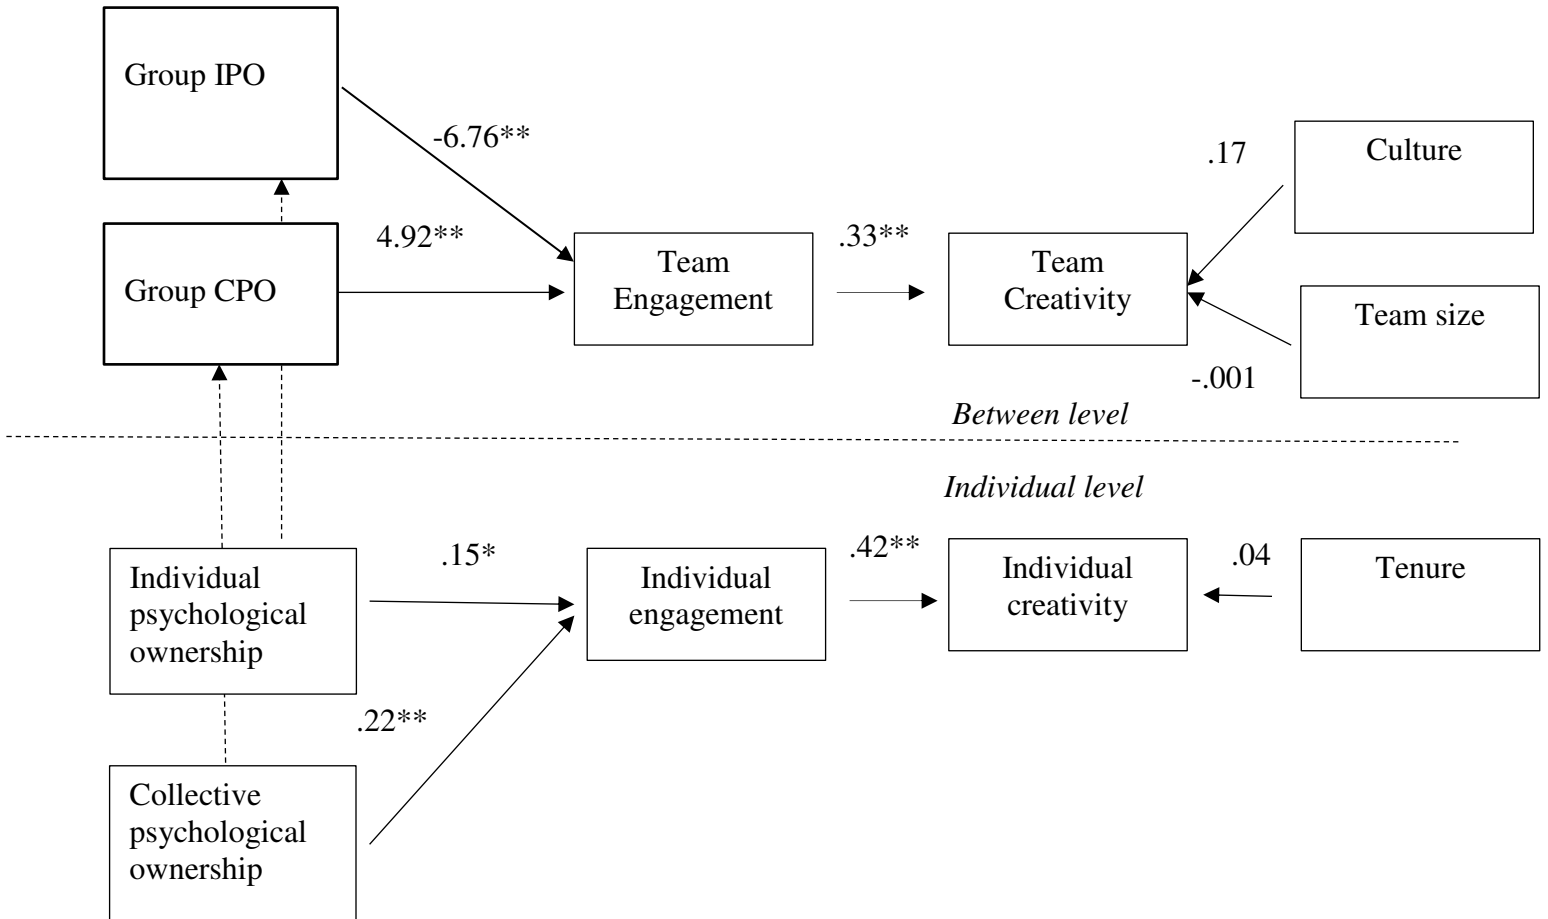 Group IPO
-6.76**
.17
Culture
4.92**
Group CPO
Team
Engagement
.33**
Team
Creativity
Team size
-.001
Between level
Individual level
Individual
psychological
ownership
.15*
Individual
engagement
.42**
Individual
creativity
.04
Tenure
.22**
Collective
psychological
ownership